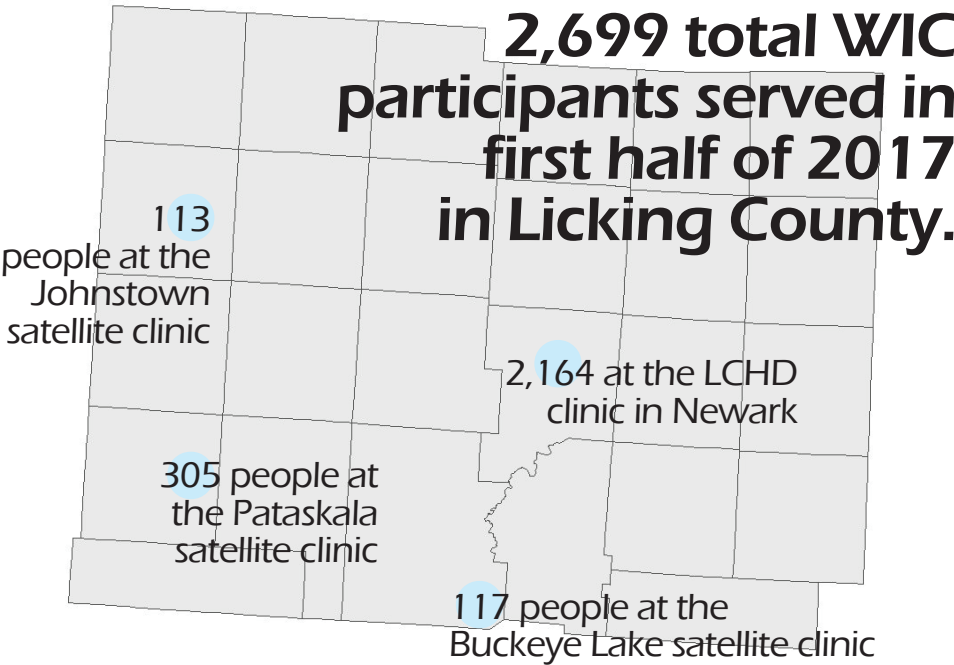 2,699 total WIC
participants served in
first half of 2017
in Licking County.
113
people at the
Johnstown
satellite clinic
2,164 at the LCHD
clinic in Newark
305 people at
the Pataskala
satellite clinic
117 people at the
Buckeye Lake satellite clinic